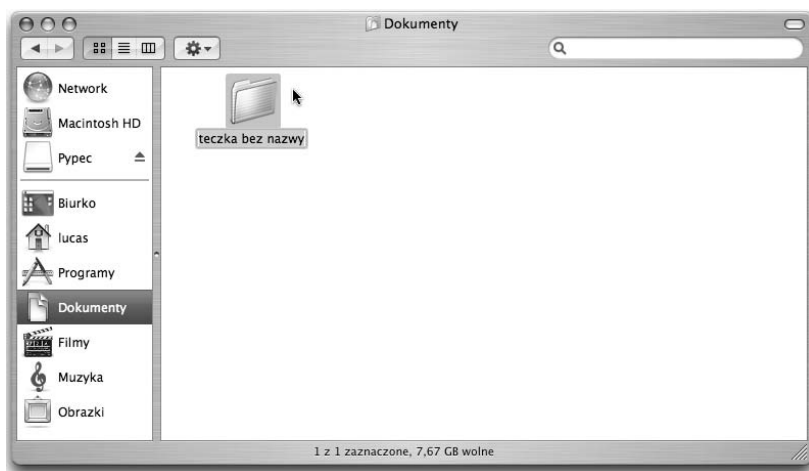 Dokumenty
Network
Macintosh HD
Pypec
Biurko
lucas
Programy
Dokumenty
Filmy
Muzyka
Obrazki
teczka bez nazwy
1 z 1 zaznaczone, 7,67 GB wolne